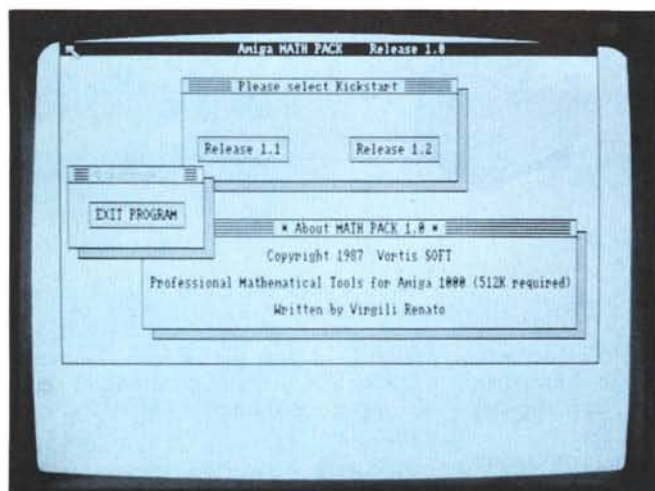 Amiga MATH PACK Release 1.0
Please select Kickstart
Release 1.1 Release 1.2
EXIT PROGRAM
* About MATH PACK 1.0 *
Copyright 1987 Vortis SOFT
Professional Mathematical Tools for Amiga 1000 (512K required)
Written by Virgili Renato